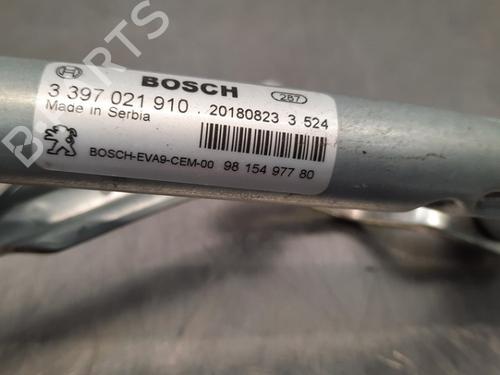 BOSCH 287
3 397 021 910 . 20180823 3 524
Made in Serbia
BOSCH-EVA9-CEM-00 98 154 977 80
PARTS